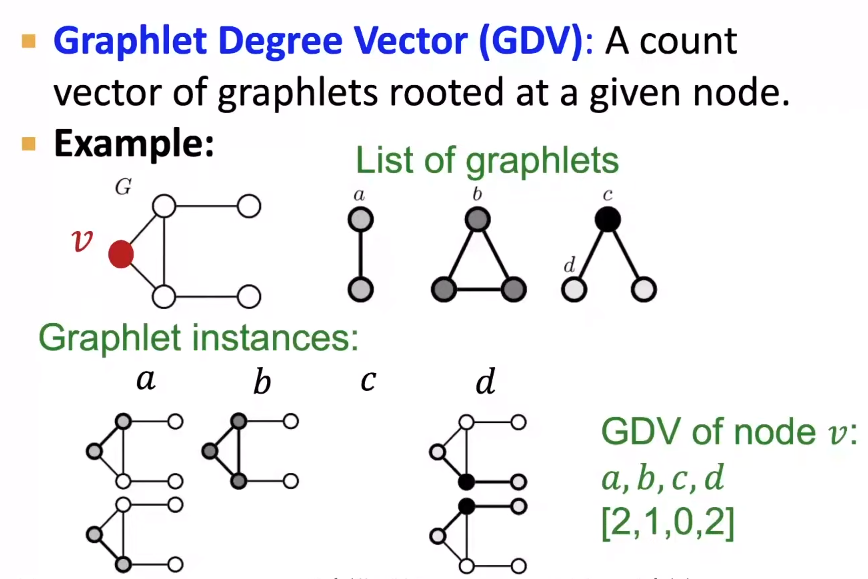 Graphlet Degree Vector (GDV): A count
vector of graphlets rooted at a given node.
Example:
List of graphlets
G
a
b
c
v
d
Graphlet instances:
a
b
c
d
GDV of node v:
a, b, c, d
[2,1,0,2]